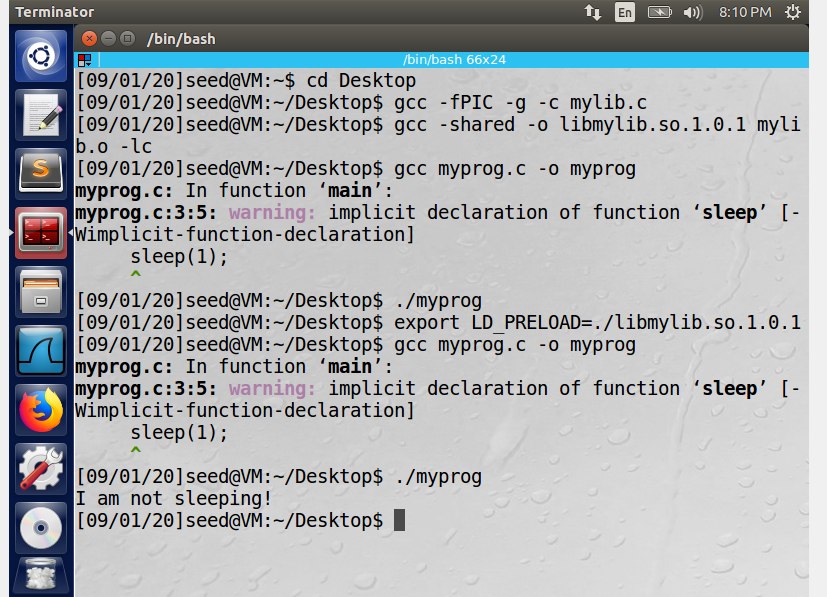 Terminator
En
8:10 PM
/bin/bash
/bin/bash 66x24
[09/01/20]seed@VM:~$ cd Desktop
[09/01/20]seed@VM:~/Desktop$ gcc -fPIC -g -c mylib.c
[09/01/20]seed@VM:~/Desktop$ gcc -shared -o libmylib.so.1.0.1 myli
b.o -lc
[09/01/20]seed@VM:~/Desktop$ gcc myprog.c -o myprog
myprog.c: In function ‘main’:
myprog.c:3:5: warning: implicit declaration of function ‘sleep’ [-
Wimplicit-function-declaration]
     sleep(1);
     ^
[09/01/20]seed@VM:~/Desktop$ ./myprog
[09/01/20]seed@VM:~/Desktop$ export LD_PRELOAD=./libmylib.so.1.0.1
[09/01/20]seed@VM:~/Desktop$ gcc myprog.c -o myprog
myprog.c: In function ‘main’:
myprog.c:3:5: warning: implicit declaration of function ‘sleep’ [-
Wimplicit-function-declaration]
     sleep(1);
     ^
[09/01/20]seed@VM:~/Desktop$ ./myprog
I am not sleeping!
[09/01/20]seed@VM:~/Desktop$